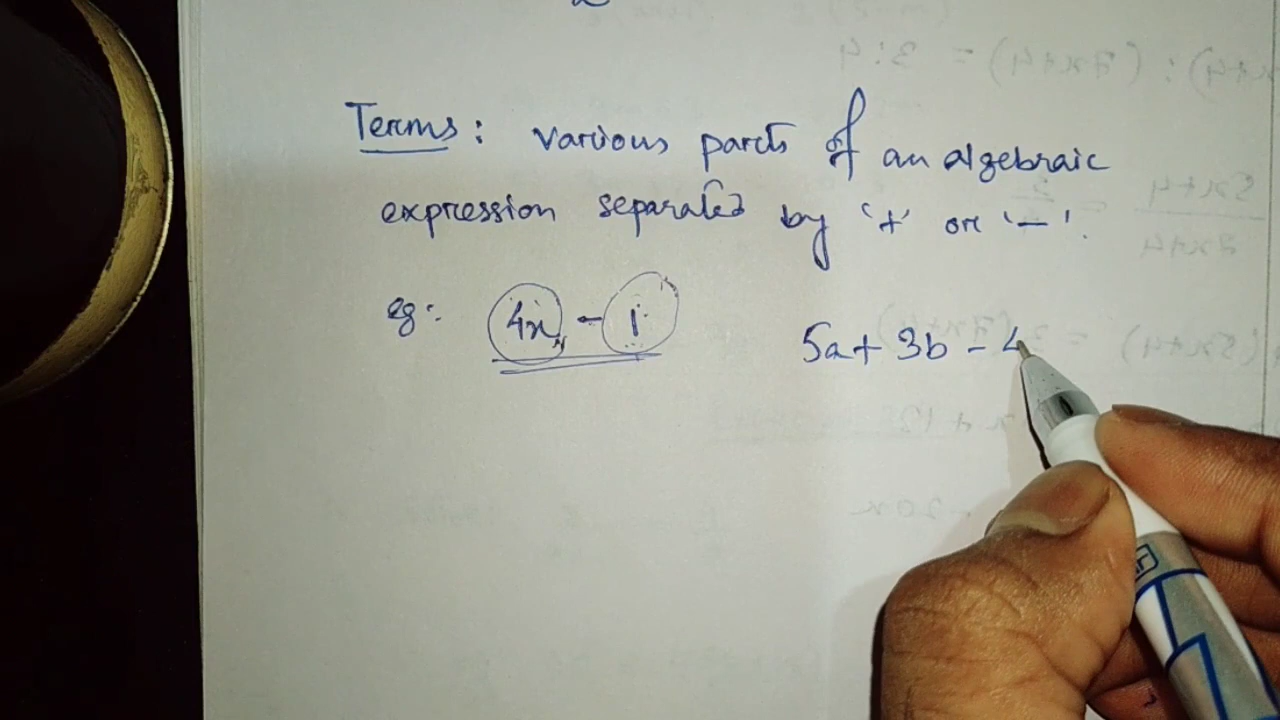 Terms: various parts of an algebraic
expression separated by '+' or '-'.
eg:- 4x - 1 5a + 3b - 4